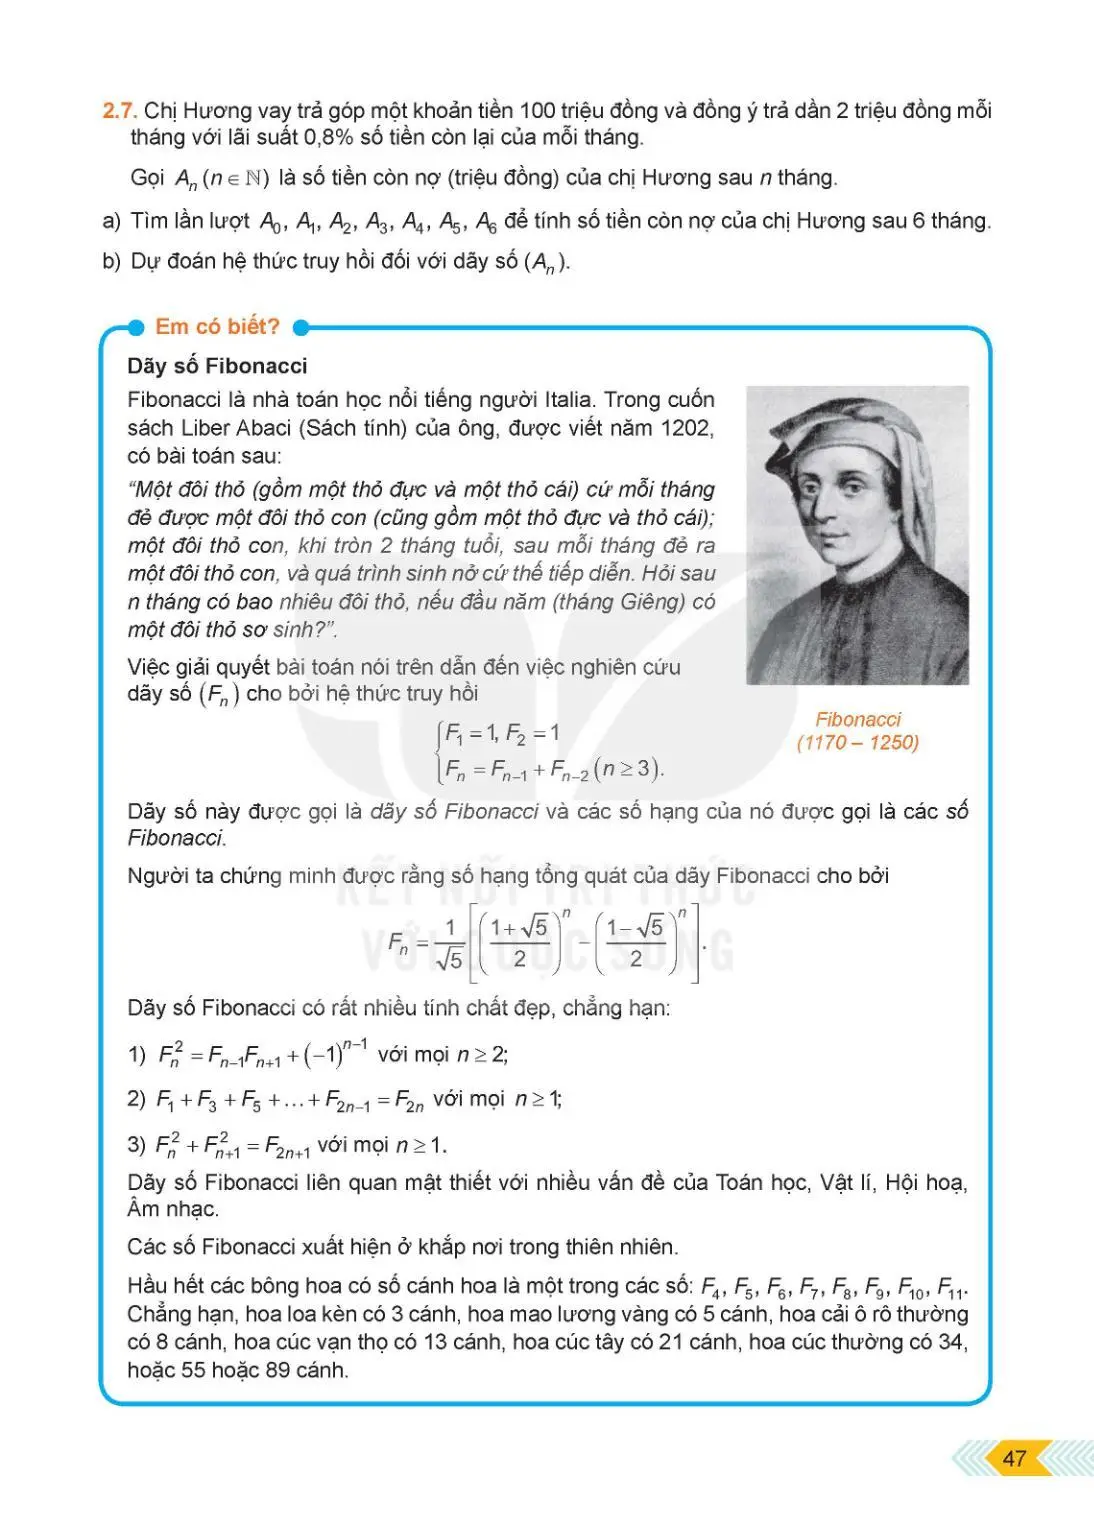 2.7. Chị Hương vay trả góp một khoản tiền 100 triệu đồng và đồng ý trả dần 2 triệu đồng mỗi
tháng với lãi suất 0,8% số tiền còn lại của mỗi tháng.
Gọi Aₙ (n ∈ ℕ) là số tiền còn nợ (triệu đồng) của chị Hương sau n tháng.
a) Tìm lần lượt A₀, A₁, A₂, A₃, A₄, A₅, A₆ để tính số tiền còn nợ của chị Hương sau 6 tháng.
b) Dự đoán hệ thức truy hồi đối với dãy số (Aₙ).
Em có biết?
Dãy số Fibonacci
Fibonacci là nhà toán học nổi tiếng người Italia. Trong cuốn
sách Liber Abaci (Sách tính) của ông, được viết năm 1202,
có bài toán sau:
“Một đôi thỏ (gồm một thỏ đực và một thỏ cái) cứ mỗi tháng
đẻ được một đôi thỏ con (cũng gồm một thỏ đực và thỏ cái);
một đôi thỏ con, khi tròn 2 tháng tuổi, sau mỗi tháng đẻ ra
một đôi thỏ con, và quá trình sinh nở cứ thế tiếp diễn. Hỏi sau
n tháng có bao nhiêu đôi thỏ, nếu đầu năm (tháng Giêng) có
một đôi thỏ sơ sinh?”.
Việc giải quyết bài toán nói trên dẫn đến việc nghiên cứu
dãy số (Fₙ) cho bởi hệ thức truy hồi
F₁ = 1, F₂ = 1
Fₙ = Fₙ₋₁ + Fₙ₋₂ (n ≥ 3).
Fibonacci
(1170 – 1250)
Dãy số này được gọi là dãy số Fibonacci và các số hạng của nó được gọi là các số
Fibonacci.
Người ta chứng minh được rằng số hạng tổng quát của dãy Fibonacci cho bởi
Fₙ = 1/√5 [((1+√5)/2)ⁿ − ((1−√5)/2)ⁿ].
Dãy số Fibonacci có rất nhiều tính chất đẹp, chẳng hạn:
1) Fₙ² = Fₙ₋₁Fₙ₊₁ + (−1)ⁿ⁻¹ với mọi n ≥ 2;
2) F₁ + F₃ + F₅ + ... + F₂ₙ₋₁ = F₂ₙ với mọi n ≥ 1;
3) Fₙ² + Fₙ₊₁² = F₂ₙ₊₁ với mọi n ≥ 1.
Dãy số Fibonacci liên quan mật thiết với nhiều vấn đề của Toán học, Vật lí, Hội hoạ,
Âm nhạc.
Các số Fibonacci xuất hiện ở khắp nơi trong thiên nhiên.
Hầu hết các bông hoa có số cánh hoa là một trong các số: F₄, F₅, F₆, F₇, F₈, F₉, F₁₀, F₁₁.
Chẳng hạn, hoa loa kèn có 3 cánh, hoa mao lương vàng có 5 cánh, hoa cải ô rô thường
có 8 cánh, hoa cúc vạn thọ có 13 cánh, hoa cúc tây có 21 cánh, hoa cúc thường có 34,
hoặc 55 hoặc 89 cánh.
KẾT NỐI TRI THỨC
VỚI CUỘC SỐNG
47